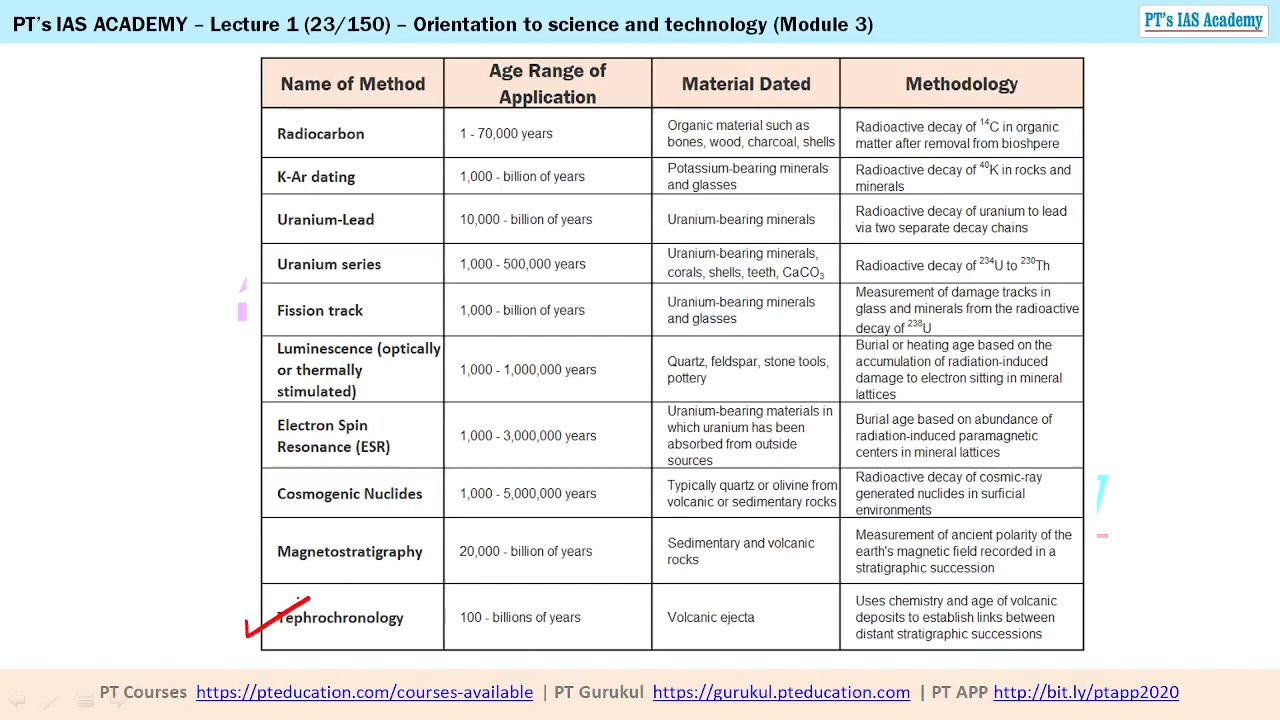 PT's IAS ACADEMY – Lecture 1 (23/150) – Orientation to science and technology (Module 3)
PT's IAS Academy
Name of Method
Age Range of
Application
Material Dated
Methodology
Radiocarbon
1 - 70,000 years
Organic material such as
bones, wood, charcoal, shells
Radioactive decay of ¹⁴C in organic
matter after removal from bioshpere
K-Ar dating
1,000 - billion of years
Potassium-bearing minerals
and glasses
Radioactive decay of ⁴⁰K in rocks and
minerals
Uranium-Lead
10,000 - billion of years
Uranium-bearing minerals
Radioactive decay of uranium to lead
via two separate decay chains
Uranium series
1,000 - 500,000 years
Uranium-bearing minerals,
corals, shells, teeth, CaCO₃
Radioactive decay of ²³⁴U to ²³⁰Th
Fission track
1,000 - billion of years
Uranium-bearing minerals
and glasses
Measurement of damage tracks in
glass and minerals from the radioactive
decay of ²³⁸U
Luminescence (optically
or thermally
stimulated)
1,000 - 1,000,000 years
Quartz, feldspar, stone tools,
pottery
Burial or heating age based on the
accumulation of radiation-induced
damage to electron sitting in mineral
lattices
Electron Spin
Resonance (ESR)
1,000 - 3,000,000 years
Uranium-bearing materials in
which uranium has been
absorbed from outside
sources
Burial age based on abundance of
radiation-induced paramagnetic
centers in mineral lattices
Cosmogenic Nuclides
1,000 - 5,000,000 years
Typically quartz or olivine from
volcanic or sedimentary rocks
Radioactive decay of cosmic-ray
generated nuclides in surficial
environments
Magnetostratigraphy
20,000 - billion of years
Sedimentary and volcanic
rocks
Measurement of ancient polarity of the
earth's magnetic field recorded in a
stratigraphic succession
Tephrochronology
100 - billions of years
Volcanic ejecta
Uses chemistry and age of volcanic
deposits to establish links between
distant stratigraphic successions
PT Courses https://pteducation.com/courses-available | PT Gurukul https://gurukul.pteducation.com | PT APP http://bit.ly/ptapp2020